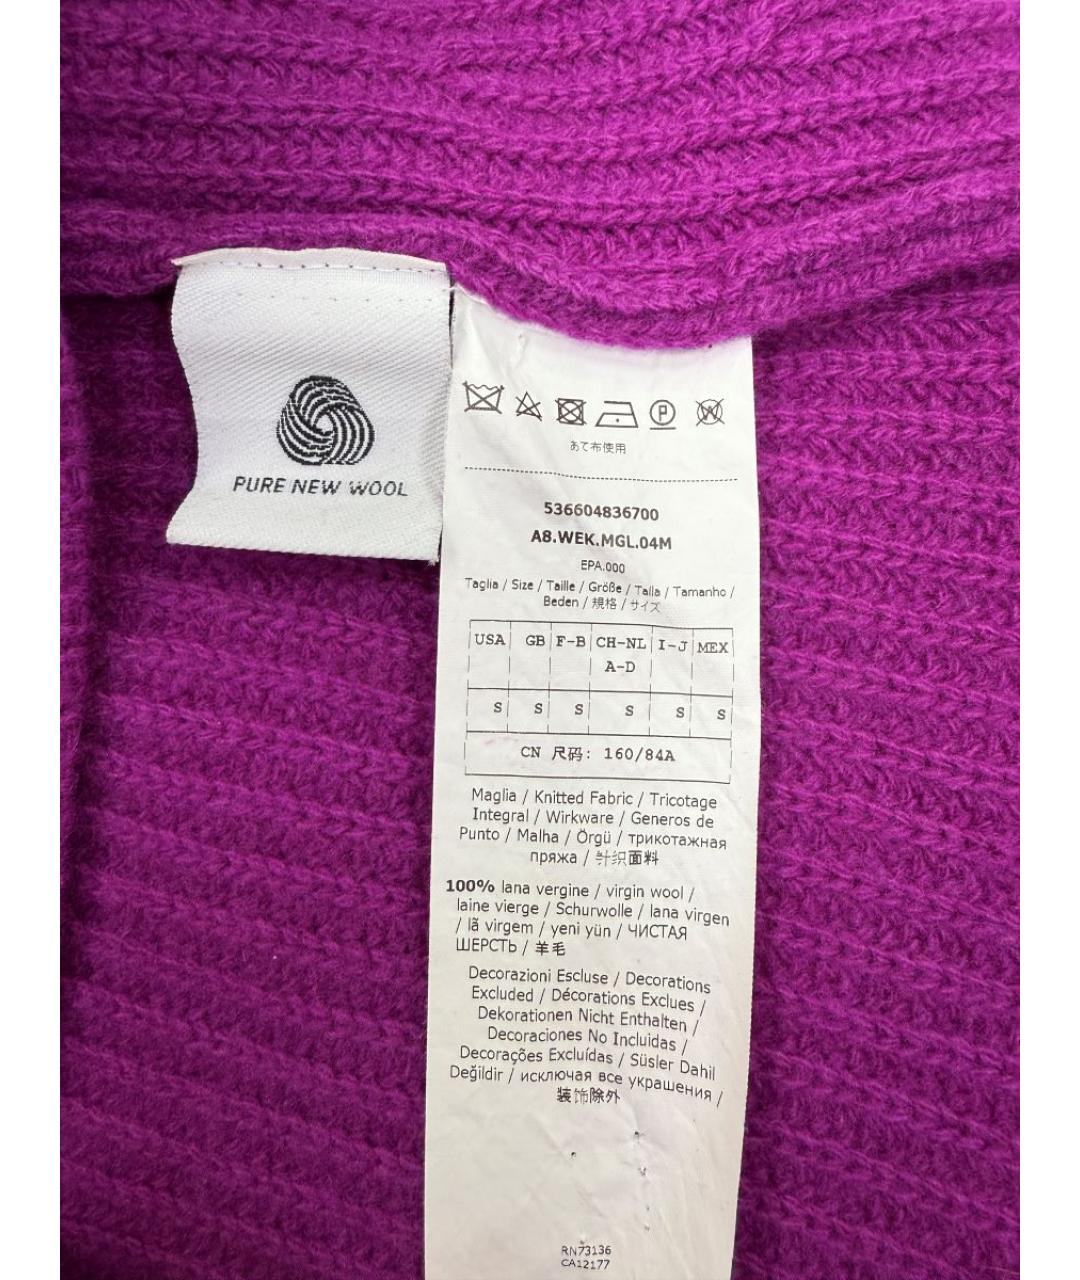 PURE NEW WOOL
P
W
あて布使用
536604836700
A8.WEK.MGL.04M
EPA.000
Taglia / Size / Taille / Größe / Talla / Tamanho /
Beden / 規格 / サイズ
USA GB F-B CH-NL I-J MEX
A-D
S S S S S S
CN 尺码: 160/84A
Maglia / Knitted Fabric / Tricotage
Integral / Wirkware / Generos de
Punto / Malha / Örgü / трикотажная
пряжа / 针织面料
100% lana vergine / virgin wool /
laine vierge / Schurwolle / lana virgen
/ lã virgem / yeni yün / ЧИСТАЯ
ШЕРСТЬ / 羊毛
Decorazioni Escluse / Decorations
Excluded / Décorations Exclues /
Dekorationen Nicht Enthalten /
Decoraciones No Incluidas /
Decorações Excluídas / Süsler Dahil
Değildir / исключая все украшения /
装饰除外
RN73136
CA12177